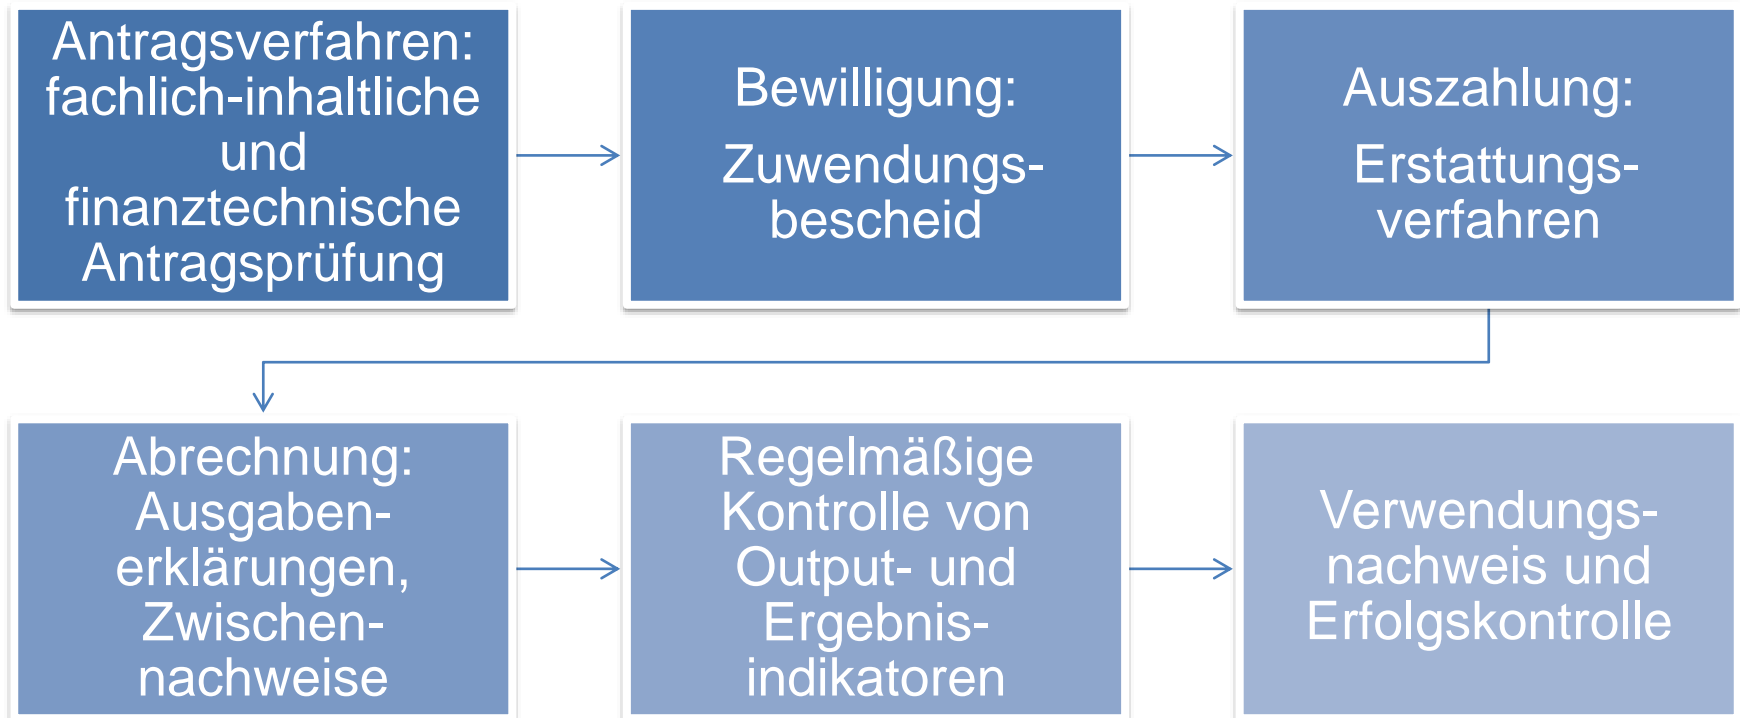 Antragsverfahren:
fachlich-inhaltliche
und
finanztechnische
Antragsprüfung
Bewilligung:
Zuwendungs-
bescheid
Auszahlung:
Erstattungs-
verfahren
Abrechnung:
Ausgaben-
erklärungen,
Zwischen-
nachweise
Regelmäßige
Kontrolle von
Output- und
Ergebnis-
indikatoren
Verwendungs-
nachweis und
Erfolgskontrolle